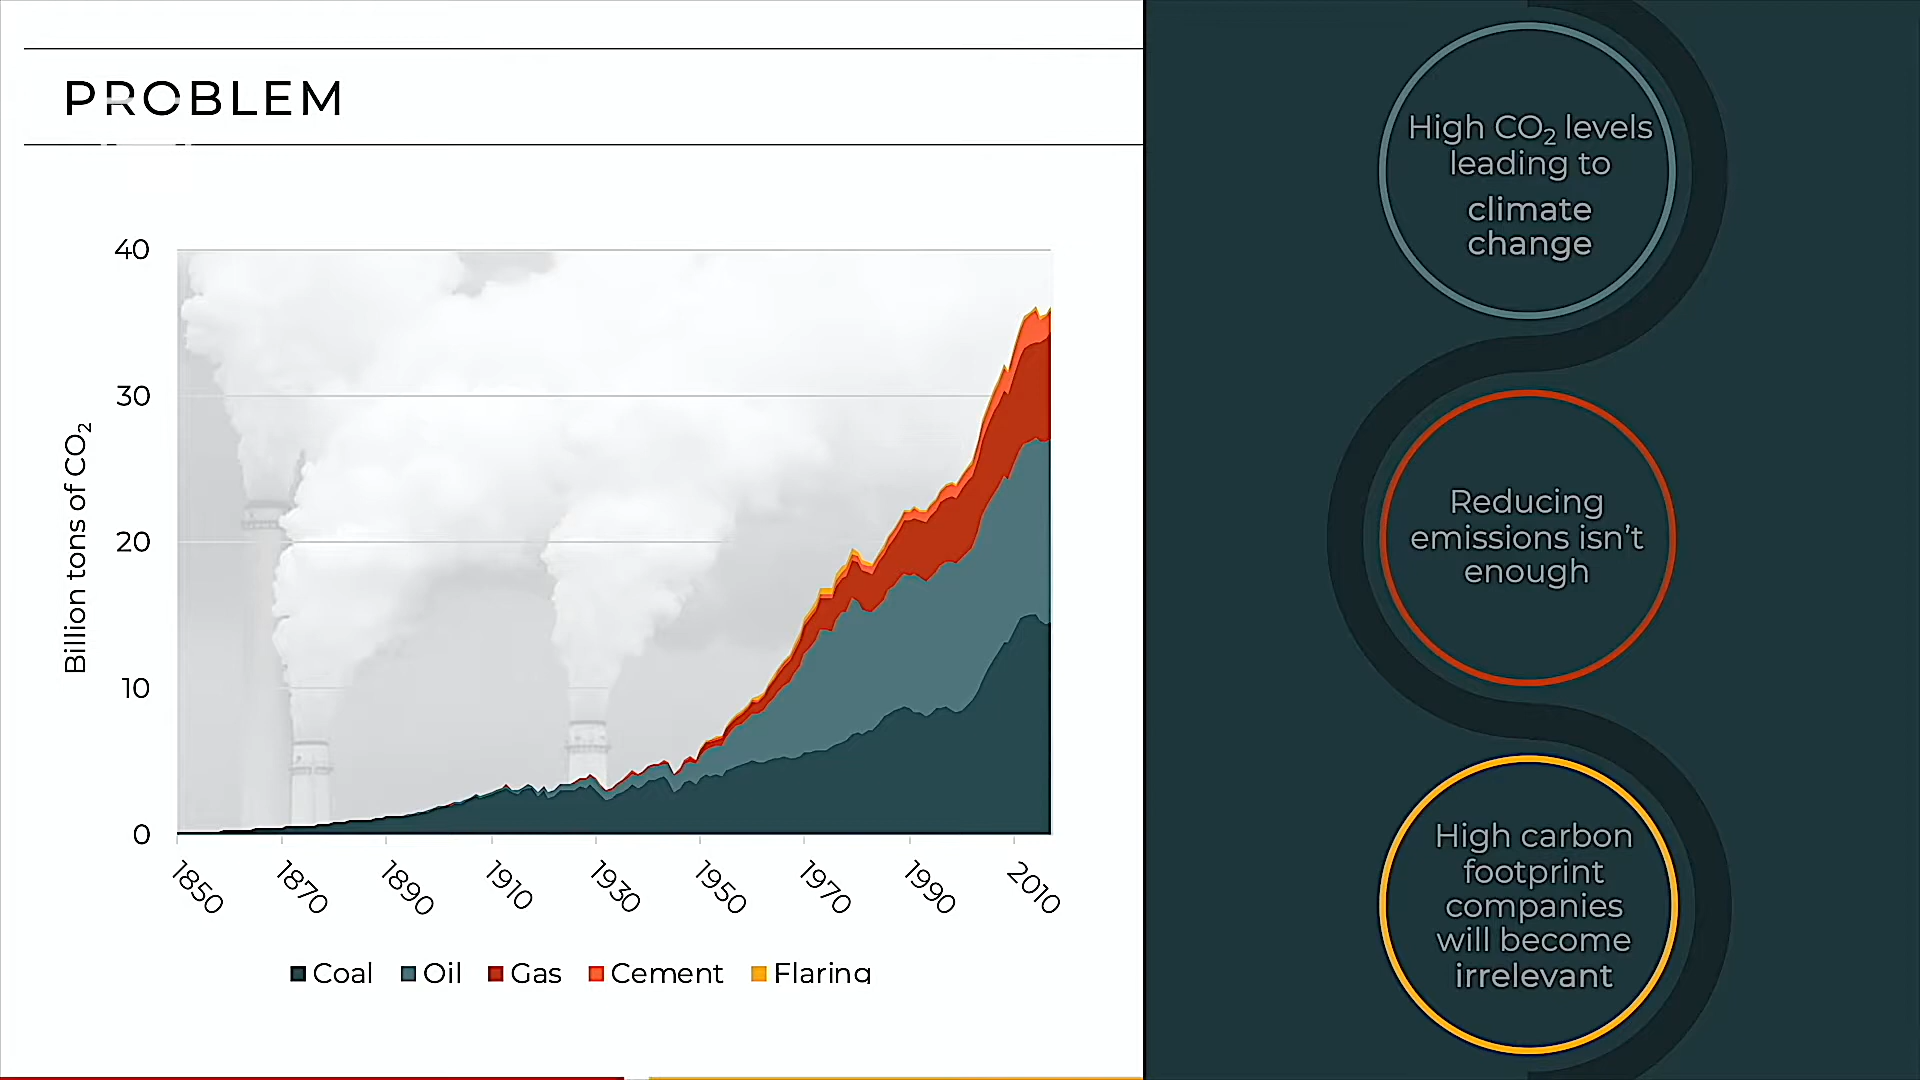 PROBLEM
40
30
20
10
0
Billion tons of CO₂
1850
1870
1890
1910
1930
1950
1970
1990
2010
Coal
Oil
Gas
Cement
Flaring
High CO₂ levels
leading to
climate
change
Reducing
emissions isn't
enough
High carbon
footprint
companies
will become
irrelevant